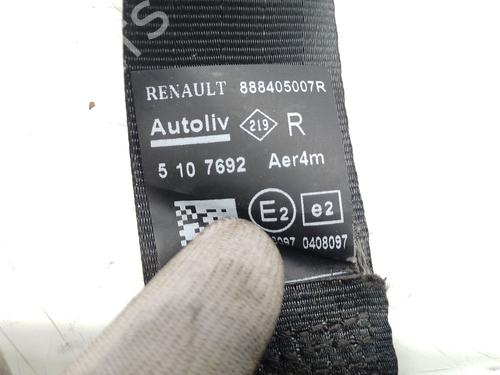 RENAULT 888405007R
Autoliv 219 R
5 10 7692 Aer4m
E2 e2
0408097